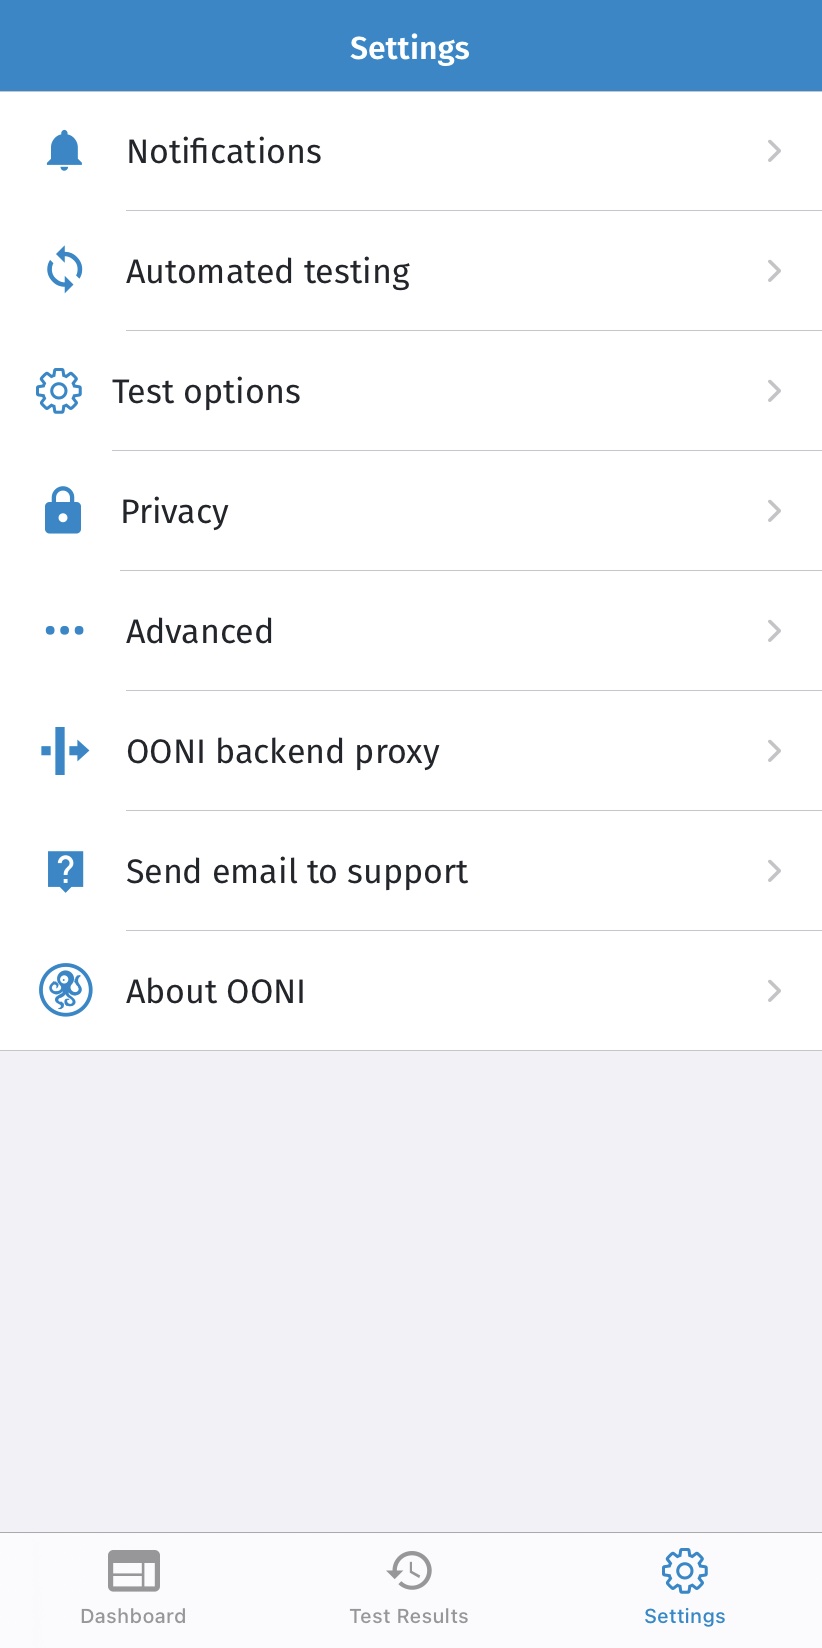 Settings
Notifications
Automated testing
Test options
Privacy
Advanced
OONI backend proxy
Send email to support
About OONI
Dashboard
Test Results
Settings